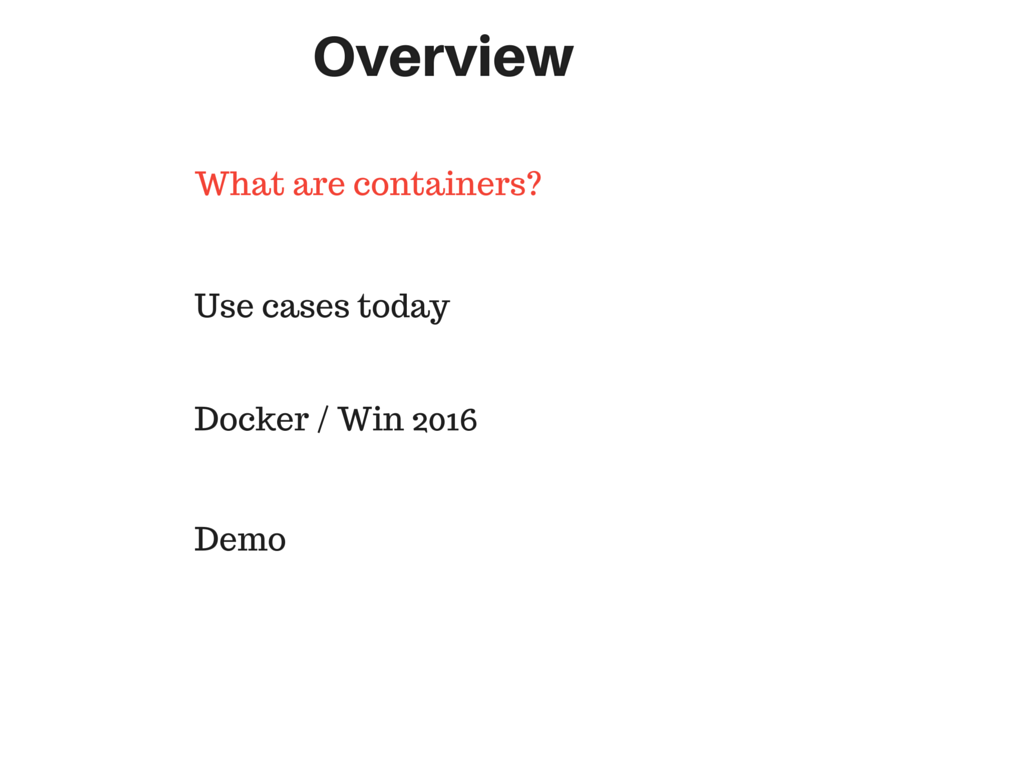 Overview
What are containers?
Use cases today
Docker / Win 2016
Demo